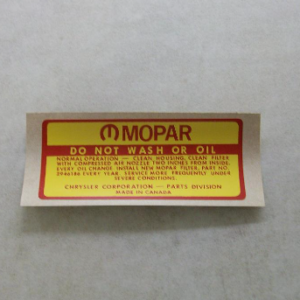 MOPAR
DO NOT WASH OR OIL
NORMAL OPERATION — CLEAN HOUSING, CLEAN FILTER
WITH COMPRESSED AIR NOZZLE TWO INCHES FROM INSIDE,
EVERY OIL CHANGE. INSTALL NEW MOPAR FILTER, PART NO.
2946186 EVERY YEAR. SERVICE MORE FREQUENTLY UNDER
SEVERE CONDITIONS.
CHRYSLER CORPORATION — PARTS DIVISION
MADE IN CANADA